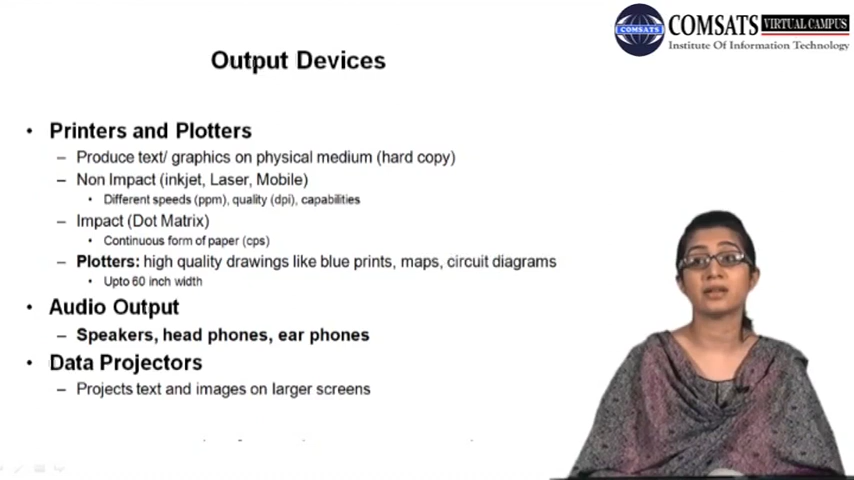 COMSATS VIRTUAL CAMPUS
COMSATS
Institute Of Information Technology
Output Devices
• Printers and Plotters
– Produce text/ graphics on physical medium (hard copy)
– Non Impact (inkjet, Laser, Mobile)
• Different speeds (ppm), quality (dpi), capabilities
– Impact (Dot Matrix)
• Continuous form of paper (cps)
– Plotters: high quality drawings like blue prints, maps, circuit diagrams
• Upto 60 inch width
• Audio Output
– Speakers, head phones, ear phones
• Data Projectors
– Projects text and images on larger screens